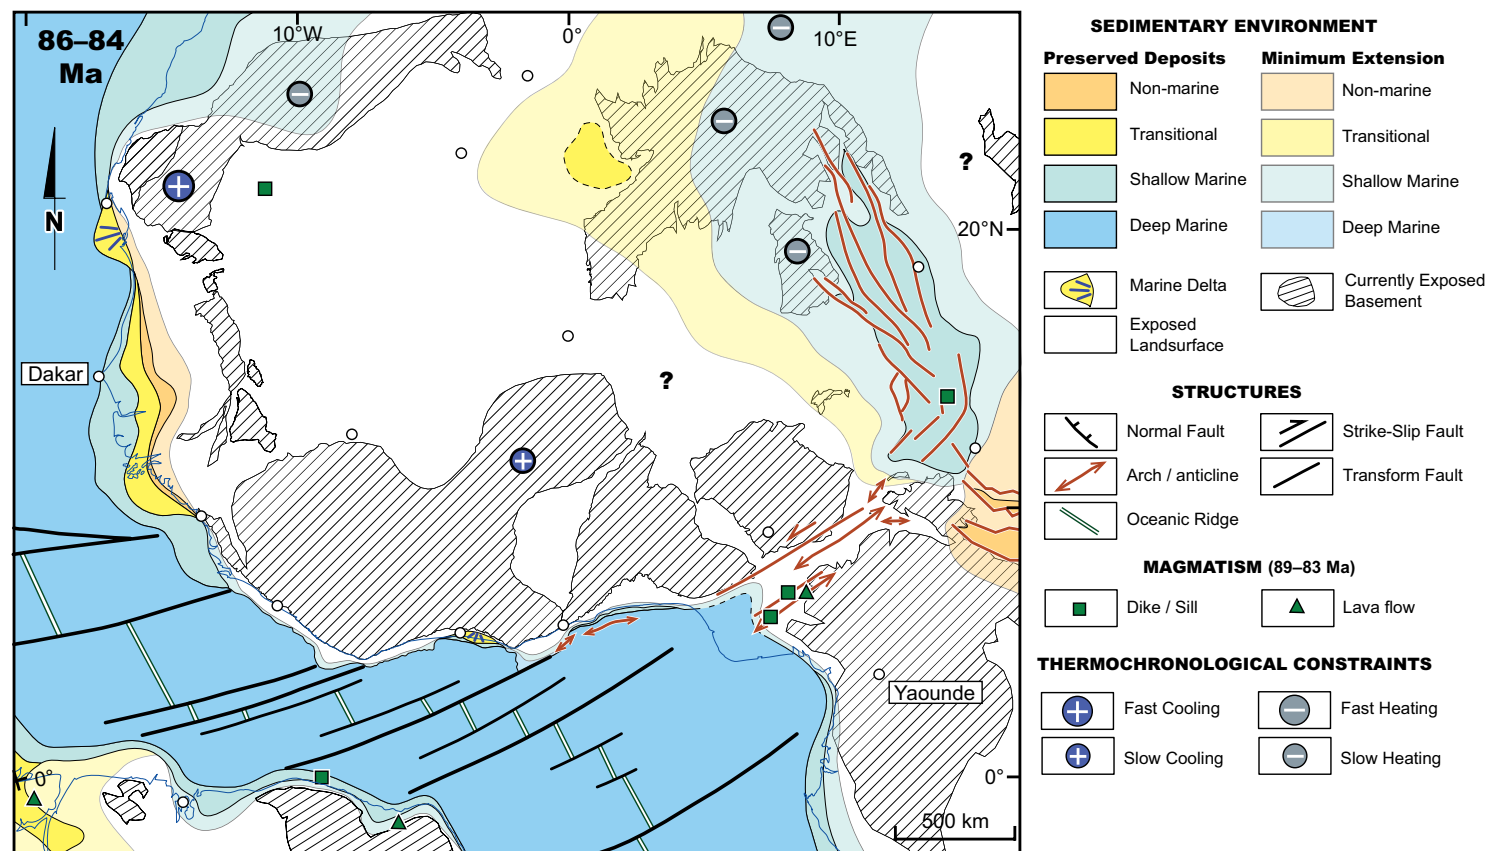 86–84
Ma
10°W
0°
10°E
N
?
20°N
Dakar
?
Yaounde
0°
0°
500 km
SEDIMENTARY ENVIRONMENT
Preserved Deposits
Minimum Extension
Non-marine
Non-marine
Transitional
Transitional
Shallow Marine
Shallow Marine
Deep Marine
Deep Marine
Marine Delta
Currently Exposed
Basement
Exposed
Landsurface
STRUCTURES
Normal Fault
Strike-Slip Fault
Arch / anticline
Transform Fault
Oceanic Ridge
MAGMATISM (89–83 Ma)
Dike / Sill
Lava flow
THERMOCHRONOLOGICAL CONSTRAINTS
Fast Cooling
Fast Heating
Slow Cooling
Slow Heating